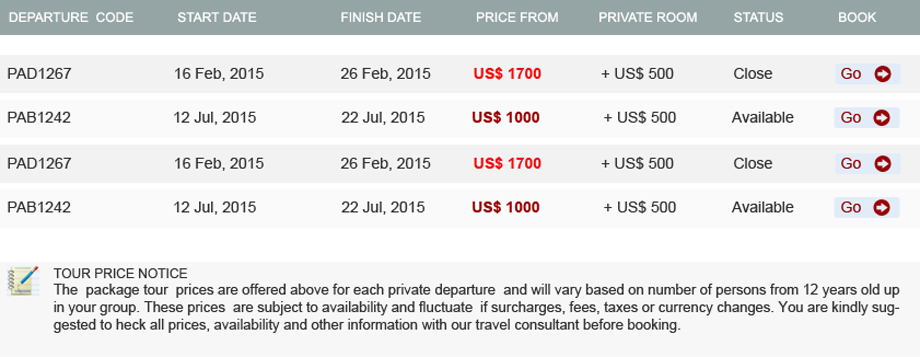 DEPARTURE CODE START DATE FINISH DATE PRICE FROM PRIVATE ROOM STATUS BOOK
PAD1267 16 Feb, 2015 26 Feb, 2015 US$ 1700 + US$ 500 Close Go
PAB1242 12 Jul, 2015 22 Jul, 2015 US$ 1000 + US$ 500 Available Go
PAD1267 16 Feb, 2015 26 Feb, 2015 US$ 1700 + US$ 500 Close Go
PAB1242 12 Jul, 2015 22 Jul, 2015 US$ 1000 + US$ 500 Available Go
TOUR PRICE NOTICE
The package tour prices are offered above for each private departure and will vary based on number of persons from 12 years old up
in your group. These prices are subject to availability and fluctuate if surcharges, fees, taxes or currency changes. You are kindly sug-
gested to heck all prices, availability and other information with our travel consultant before booking.